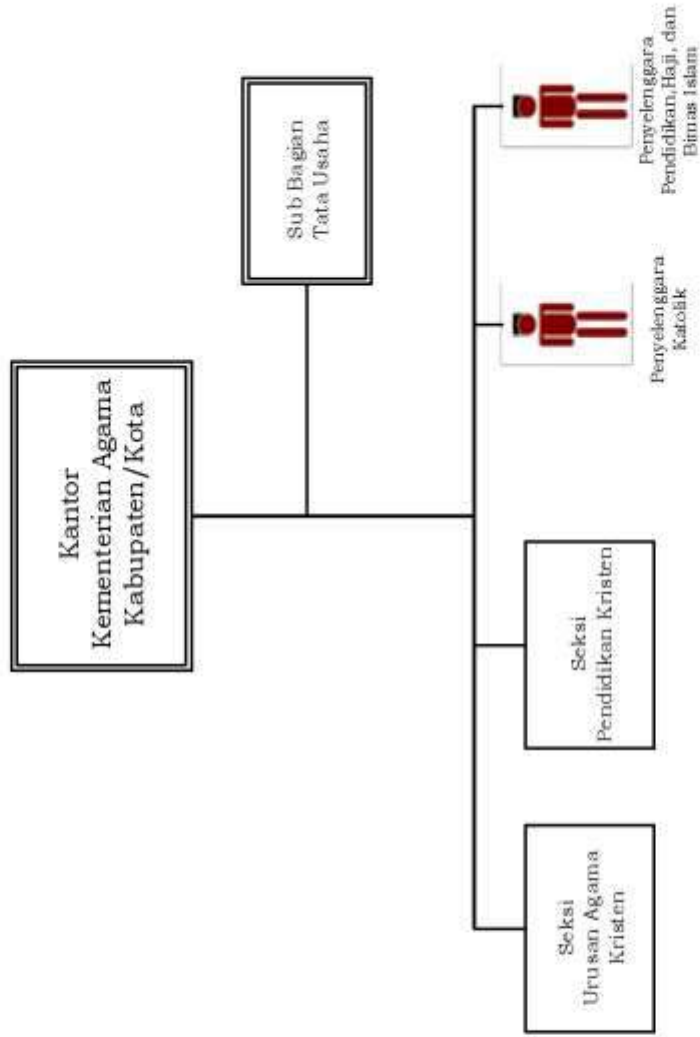 Kantor
Kementerian Agama
Kabupaten/Kota
Sub Bagian
Tata Usaha
Seksi
Urusan Agama
Kristen
Seksi
Pendidikan Kristen
Penyelenggara
Katolik
Penyelenggara
Pendidikan,Haji, dan
Bimas Islam